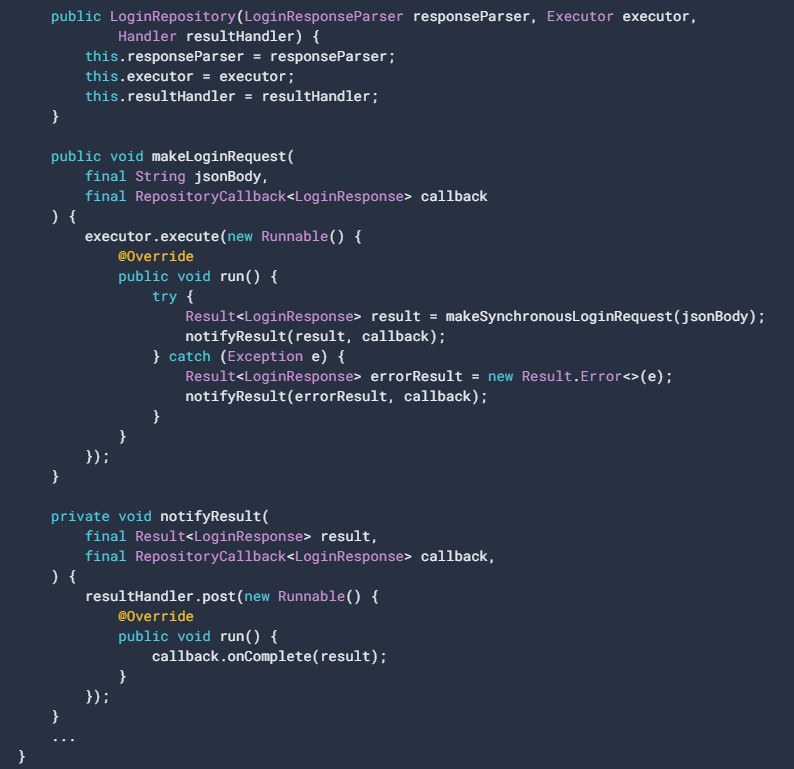 public LoginRepository(LoginResponseParser responseParser, Executor executor,
        Handler resultHandler) {
    this.responseParser = responseParser;
    this.executor = executor;
    this.resultHandler = resultHandler;
}

public void makeLoginRequest(
    final String jsonBody,
    final RepositoryCallback<LoginResponse> callback
) {
    executor.execute(new Runnable() {
        @Override
        public void run() {
            try {
                Result<LoginResponse> result = makeSynchronousLoginRequest(jsonBody);
                notifyResult(result, callback);
            } catch (Exception e) {
                Result<LoginResponse> errorResult = new Result.Error<>(e);
                notifyResult(errorResult, callback);
            }
        }
    });
}

private void notifyResult(
    final Result<LoginResponse> result,
    final RepositoryCallback<LoginResponse> callback,
) {
    resultHandler.post(new Runnable() {
        @Override
        public void run() {
            callback.onComplete(result);
        }
    });
}
...
}